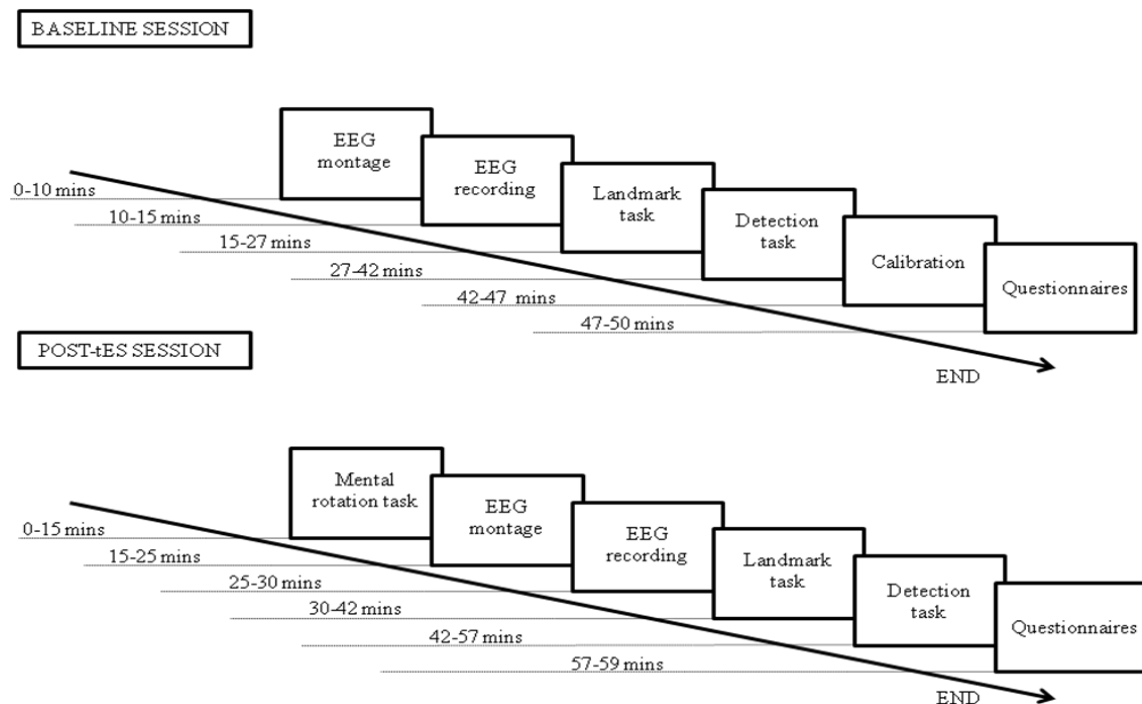 BASELINE SESSION
EEG
montage
0-10 mins
EEG
recording
10-15 mins
Landmark
task
15-27 mins
Detection
task
27-42 mins
Calibration
42-47 mins
Questionnaires
47-50 mins
END
POST-tES SESSION
Mental
rotation task
0-15 mins
EEG
montage
15-25 mins
EEG
recording
25-30 mins
Landmark
task
30-42 mins
Detection
task
42-57 mins
Questionnaires
57-59 mins
END